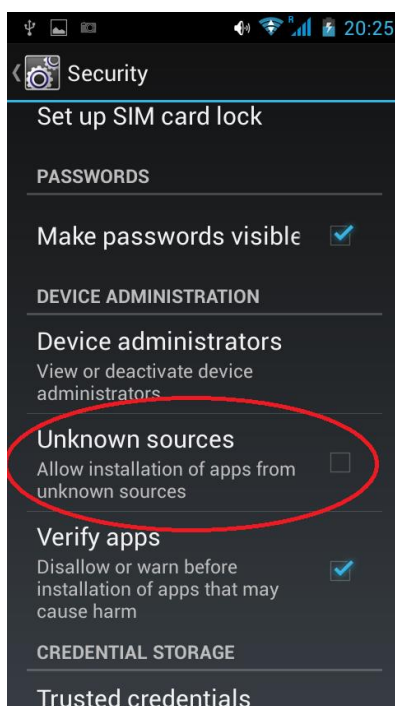 R 20:25
Security
Set up SIM card lock
PASSWORDS
Make passwords visible
DEVICE ADMINISTRATION
Device administrators
View or deactivate device
administrators
Unknown sources
Allow installation of apps from
unknown sources
Verify apps
Disallow or warn before
installation of apps that may
cause harm
CREDENTIAL STORAGE
Trusted credentials